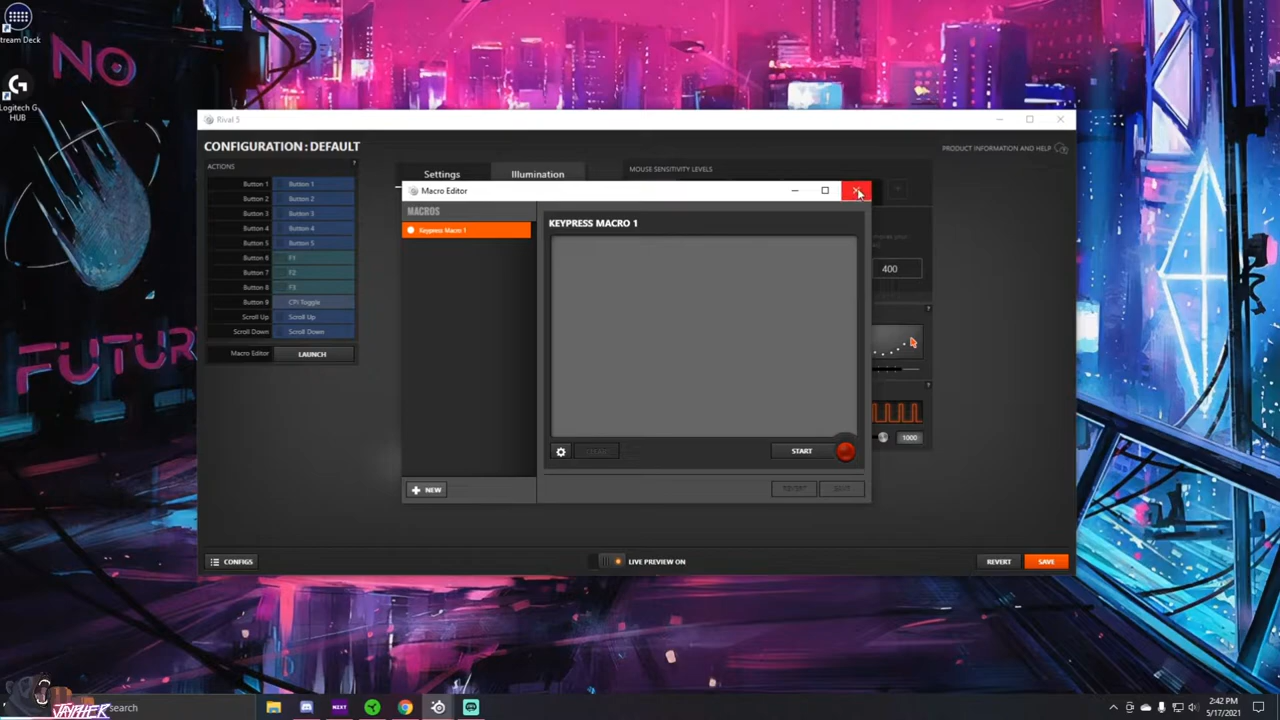 NO
FUTUR
tream Deck
Logitech G
HUB
Rival 5
CONFIGURATION : DEFAULT
PRODUCT INFORMATION AND HELP
ACTIONS
?
Button 1 Button 1
Button 2 Button 2
Button 3 Button 3
Button 4 Button 4
Button 5 Button 5
Button 6 F1
Button 7 F2
Button 8 F3
Button 9 CPI Toggle
Scroll Up Scroll Up
Scroll Down Scroll Down
Macro Editor LAUNCH
Settings
Illumination
MOUSE SENSITIVITY LEVELS
400
?
?
1000
Macro Editor
MACROS
Keypress Macro 1
NEW
KEYPRESS MACRO 1
START
REVERT
SAVE
CONFIGS
LIVE PREVIEW ON
REVERT
SAVE
JAYPHER
search
NZXT
2:42 PM
5/17/2021